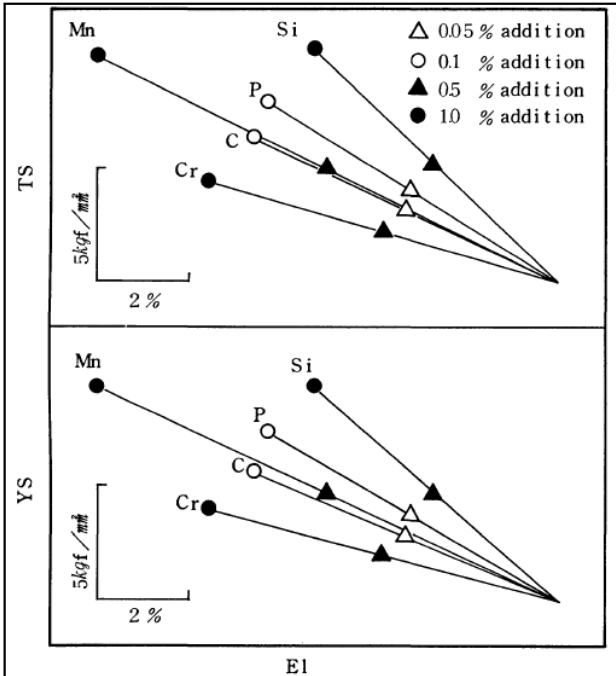 Mn
Si
△ 0.05 % addition
○ 0.1 % addition
▲ 0.5 % addition
● 1.0 % addition
P
C
Cr
TS
5kgf/mm²
2 %
Mn
Si
P
C
Cr
YS
5kgf/mm²
2 %
El